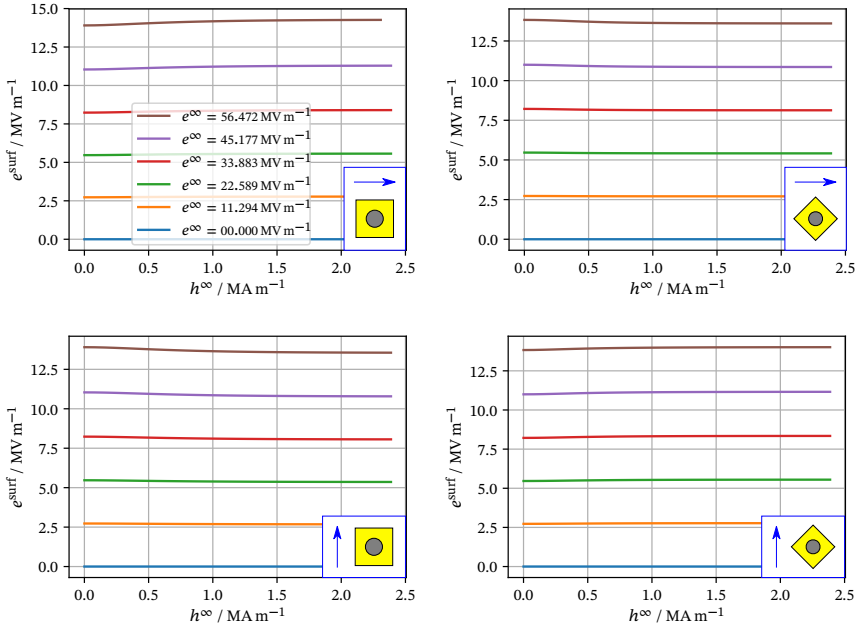 15.0
12.5
10.0
7.5
5.0
2.5
0.0
e^surf / MV m⁻¹
e^∞ = 56.472 MV m⁻¹
e^∞ = 45.177 MV m⁻¹
e^∞ = 33.883 MV m⁻¹
e^∞ = 22.589 MV m⁻¹
e^∞ = 11.294 MV m⁻¹
e^∞ = 00.000 MV m⁻¹
0.0 0.5 1.0 1.5 2.0 2.5
h^∞ / MA m⁻¹
12.5
10.0
7.5
5.0
2.5
0.0
e^surf / MV m⁻¹
0.0 0.5 1.0 1.5 2.0 2.5
h^∞ / MA m⁻¹
12.5
10.0
7.5
5.0
2.5
0.0
e^surf / MV m⁻¹
0.0 0.5 1.0 1.5 2.0 2.5
h^∞ / MA m⁻¹
12.5
10.0
7.5
5.0
2.5
0.0
e^surf / MV m⁻¹
0.0 0.5 1.0 1.5 2.0 2.5
h^∞ / MA m⁻¹